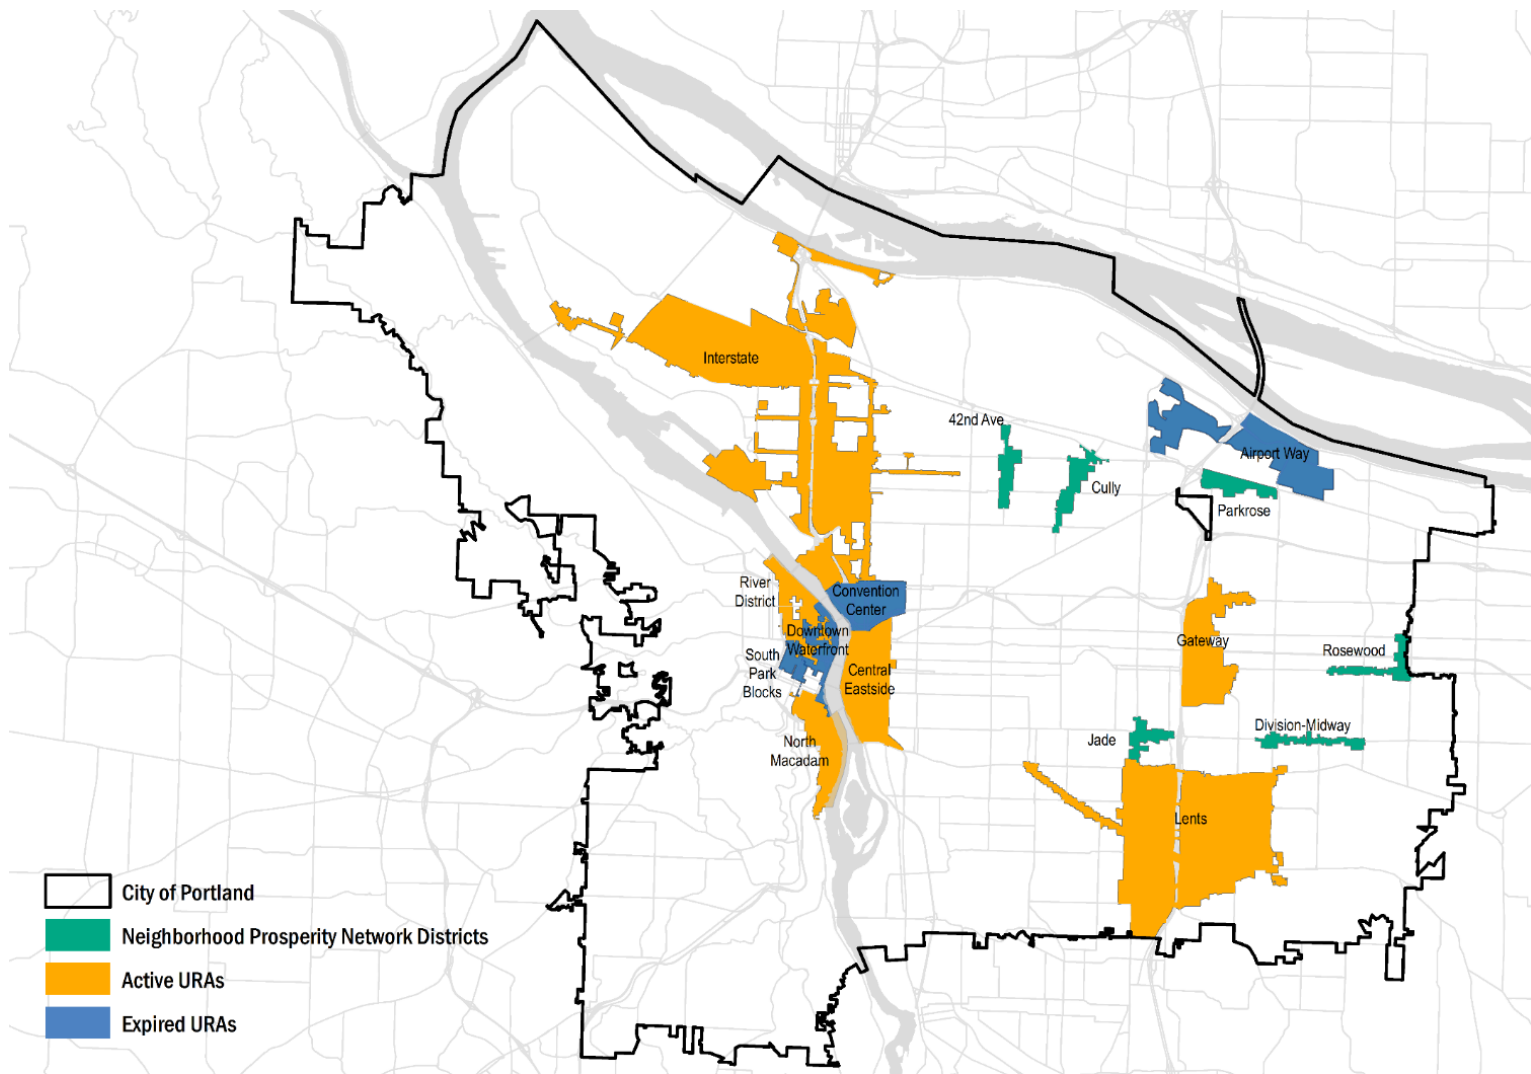 Interstate
42nd Ave
Airport Way
Cully
Parkrose
River
District
Convention
Center
Downtown
Waterfront
South
Park
Blocks
Central
Eastside
Gateway
Rosewood
North
Macadam
Jade
Division-Midway
Lents
City of Portland
Neighborhood Prosperity Network Districts
Active URAs
Expired URAs